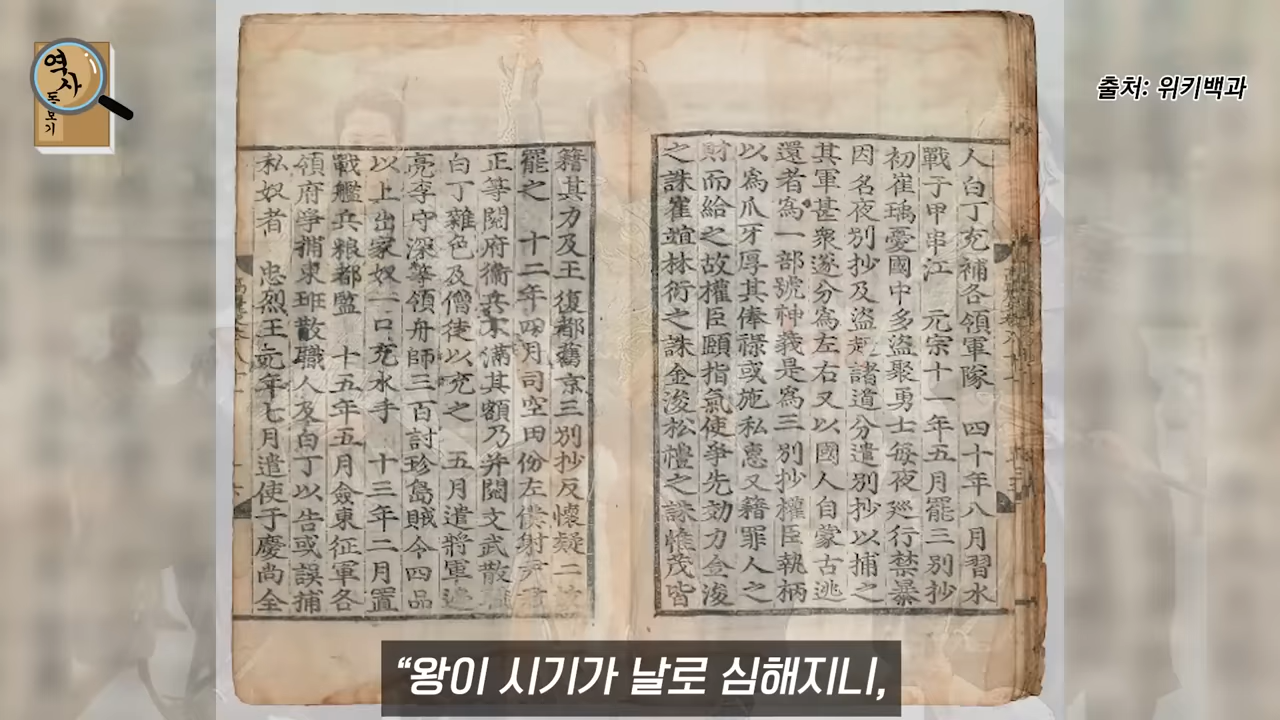 역사
돋보기
출처: 위키백과
人白丁充補各領軍隊 四十年八月習水
戰于甲串江 元宗十一年五月罷三別抄
初崔瑀憂國中多盜聚勇士每夜巡行禁暴
因名夜別抄及盜起諸道分遣別抄以捕之
其軍甚衆遂分爲左右又以國人自蒙古逃
還者爲一部號神義是爲三別抄權臣執柄
以爲爪牙厚其俸祿或施私惠又籍罪人之
財而給之故權臣頤指氣使爭先効力金浚
之誅崔竩林衍之誅金浚松禮之誅惟茂皆
籍其力及王復都舊京三別抄反懷疑二
罷之 十二年四月司空田份左僕射尹君
正等閱府衛兵不滿其額乃并閱文武散
白丁雜色及僧徒以充之 五月遣將軍邊
亮李守深等領舟師三百討珍島賊令四品
以上出家奴一口充水手 十三年二月置
戰艦兵粮都監 十五年五月僉東征軍各
領府爭捕東班散職人及白丁以告或誤捕
私奴者 忠烈王元年七月遣使于慶尚全
“왕이 시기가 날로 심해지니,